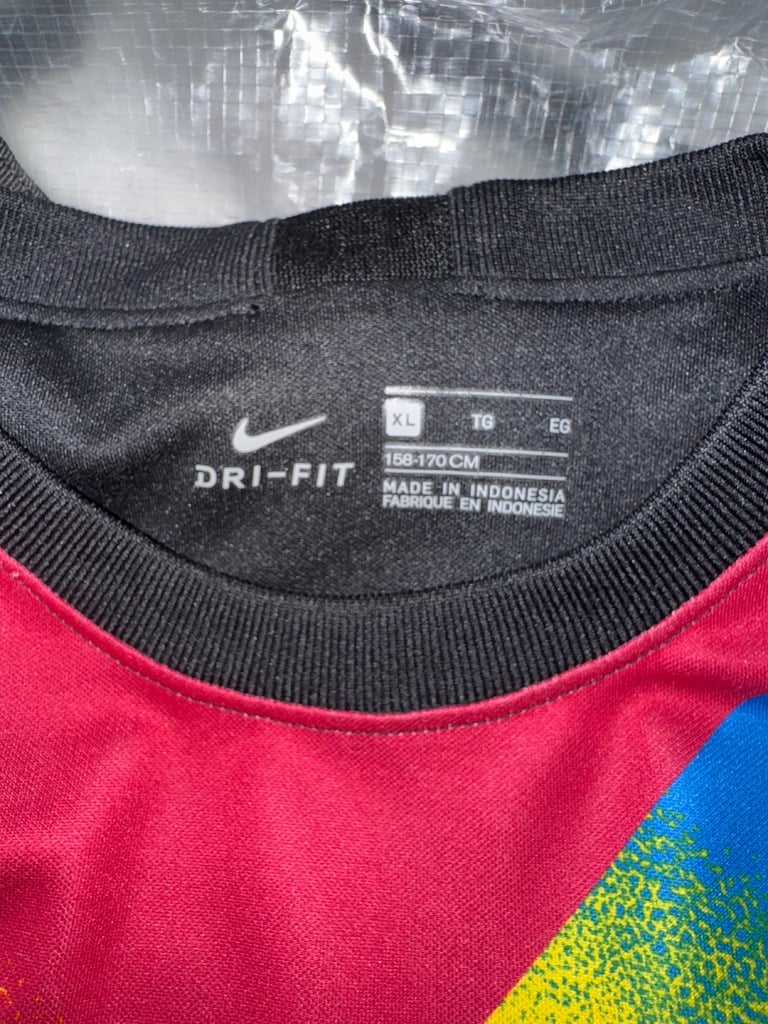 DRI-FIT
XL TG EG
158-170 CM
MADE IN INDONESIA
FABRIQUE EN INDONESIE